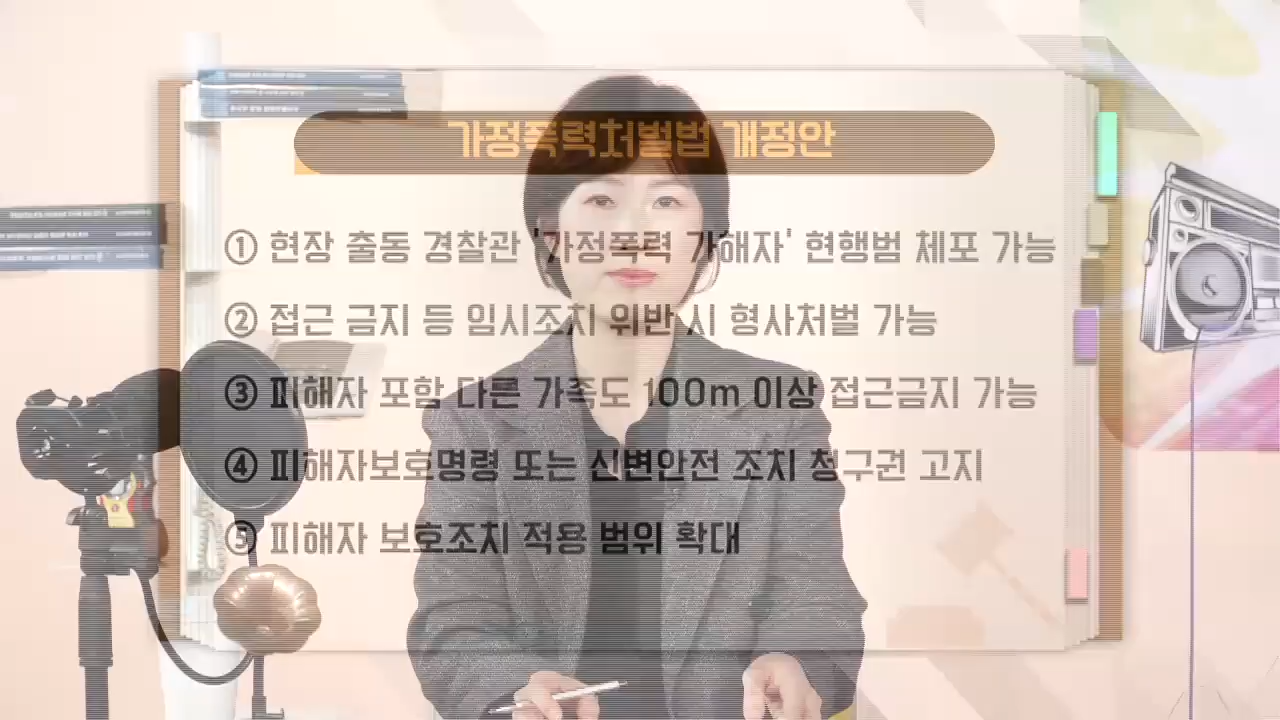 가정폭력처벌법 개정안
① 현장 출동 경찰관 '가정폭력 가해자' 현행범 체포 가능
② 접근 금지 등 임시조치 위반 시 형사처벌 가능
③ 피해자 포함 다른 가족도 100m 이상 접근금지 가능
④ 피해자보호명령 또는 신변안전 조치 청구권 고지
⑤ 피해자 보호조치 적용 범위 확대